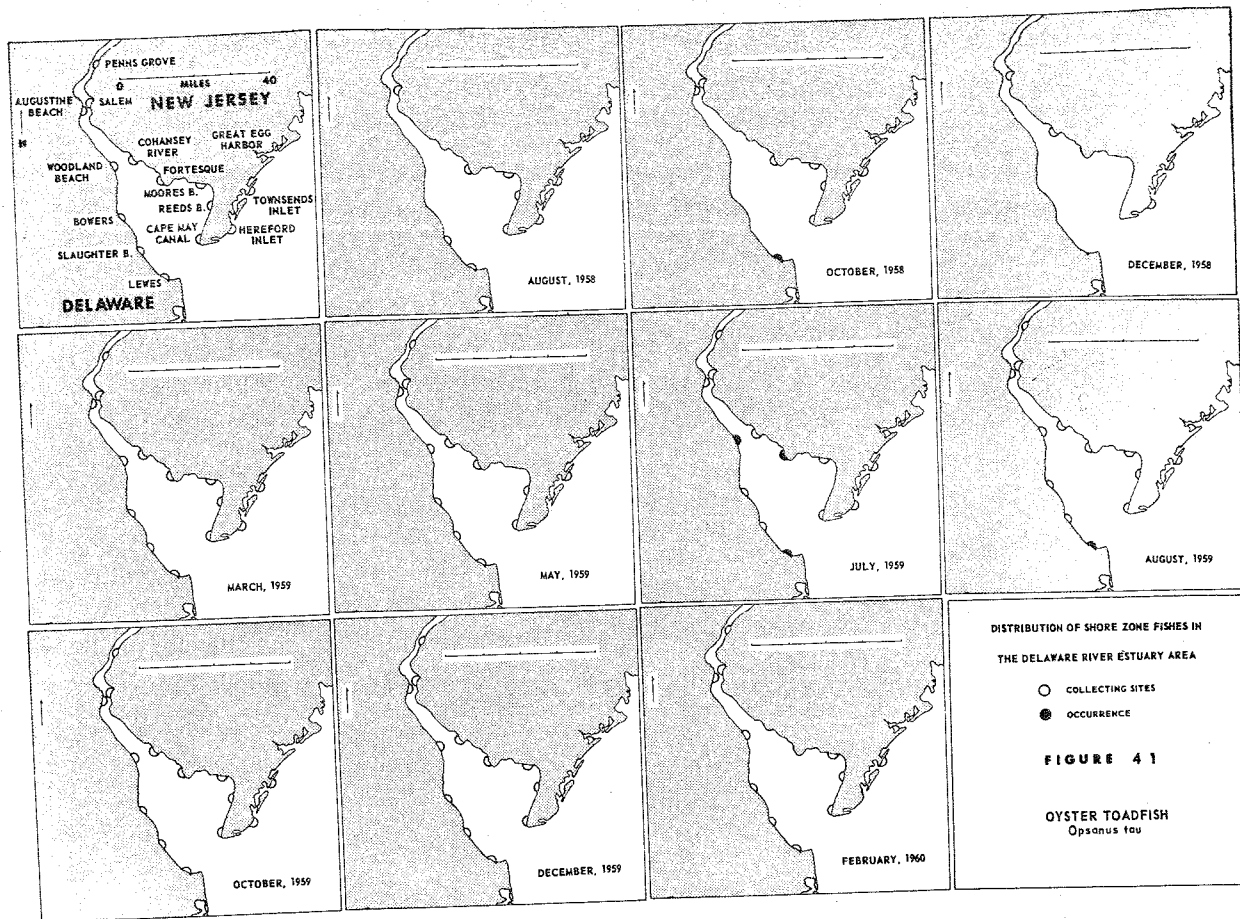 PENNS GROVE
0 MILES 40
AUGUSTINE BEACH
SALEM
NEW JERSEY
N
COHANSEY RIVER
GREAT EGG HARBOR
WOODLAND BEACH
FORTESQUE
MOORES B.
REEDS B.
TOWNSENDS INLET
BOWERS
CAPE MAY CANAL
HEREFORD INLET
SLAUGHTER B.
LEWES
DELAWARE
AUGUST, 1958
OCTOBER, 1958
DECEMBER, 1958
MARCH, 1959
MAY, 1959
JULY, 1959
AUGUST, 1959
OCTOBER, 1959
DECEMBER, 1959
FEBRUARY, 1960
DISTRIBUTION OF SHORE ZONE FISHES IN
THE DELAWARE RIVER ESTUARY AREA
COLLECTING SITES
OCCURRENCE
FIGURE 41
OYSTER TOADFISH
Opsanus tau